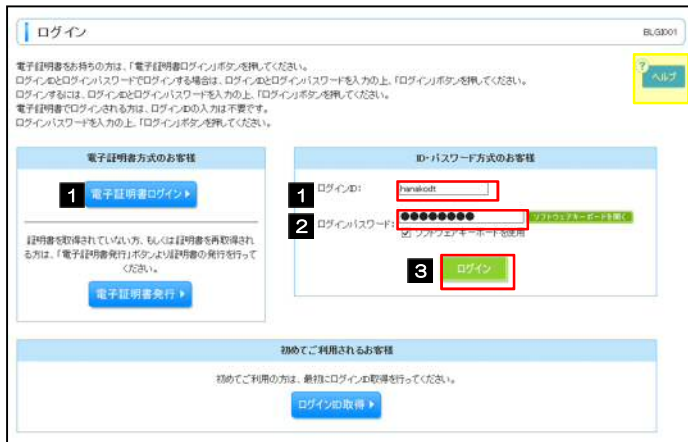 ログイン
BLGI001
電子証明書をお持ちの方は、「電子証明書ログイン」ボタンを押してください。
ログインIDとログインパスワードでログインする場合は、ログインIDとログインパスワードを入力の上、「ログイン」ボタンを押してください。
ログインするには、ログインIDとログインパスワードを入力の上、「ログイン」ボタンを押してください。
電子証明書でログインされる方は、ログインIDの入力は不要です。
ログインパスワードを入力の上、「ログイン」ボタンを押してください。
?
ヘルプ
電子証明書方式のお客様
1 電子証明書ログイン
証明書を取得されていない方、もしくは証明書を再取得され
る方は、「電子証明書発行」ボタンより証明書の発行を行って
ください。
電子証明書発行
ID・パスワード方式のお客様
1 ログインID: hanakodt
2 ログインパスワード: ●●●●●●●● ソフトウェアキーボードを開く
ソフトウェアキーボードを使用
3 ログイン
初めてご利用されるお客様
初めてご利用の方は、最初にログインID取得を行ってください。
ログインID取得